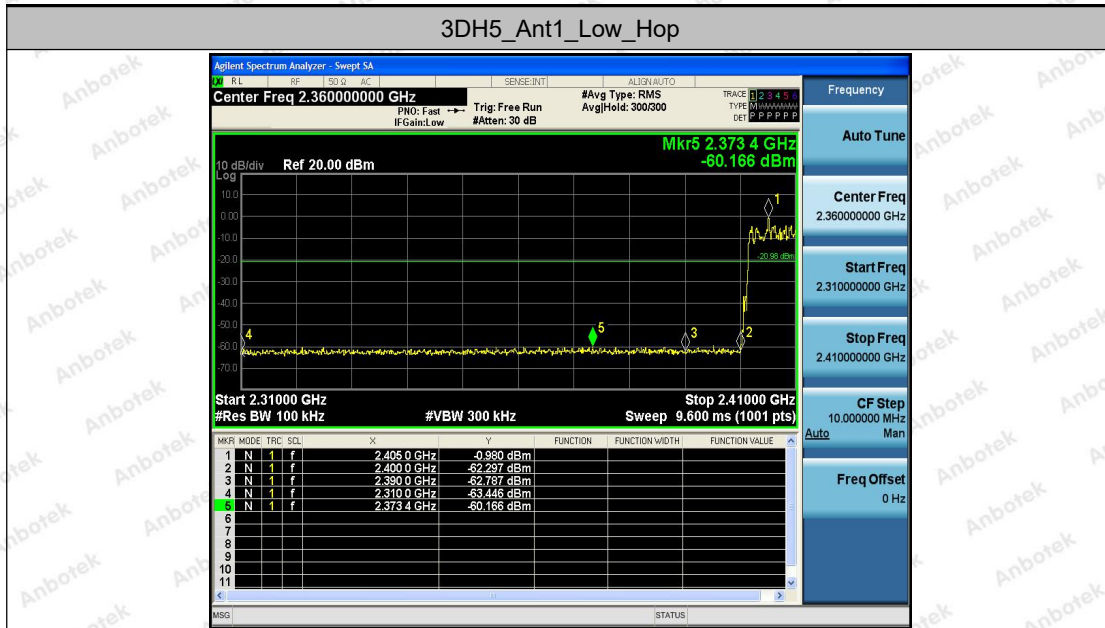 3DH5_Ant1_Low_Hop
Agilent Spectrum Analyzer - Swept SA
RL RF 50 Ω AC SENSE:INT ALIGN AUTO
Center Freq 2.360000000 GHz
PNO: Fast
IFGain:Low
Trig: Free Run
#Atten: 30 dB
#Avg Type: RMS
Avg|Hold: 300/300
TRACE 1 2 3 4 5 6
TYPE M
DET P P P P P P
Mkr5 2.373 4 GHz
-60.166 dBm
10 dB/div Ref 20.00 dBm
Log
10.0
0.00
-10.0
-20.0
-30.0
-40.0
-50.0
-60.0
-70.0
1
-20.98 dBm
4
5
3
2
Start 2.31000 GHz Stop 2.41000 GHz
#Res BW 100 kHz #VBW 300 kHz Sweep 9.600 ms (1001 pts)
MKR MODE TRC SCL X Y FUNCTION FUNCTION WIDTH FUNCTION VALUE
1 N 1 f 2.405 0 GHz -0.980 dBm
2 N 1 f 2.400 0 GHz -62.297 dBm
3 N 1 f 2.390 0 GHz -62.787 dBm
4 N 1 f 2.310 0 GHz -63.446 dBm
5 N 1 f 2.373 4 GHz -60.166 dBm
6
7
8
9
10
11
MSG STATUS
Frequency
Auto Tune
Center Freq
2.360000000 GHz
Start Freq
2.310000000 GHz
Stop Freq
2.410000000 GHz
CF Step
10.000000 MHz
Auto Man
Freq Offset
0 Hz
Anbotek